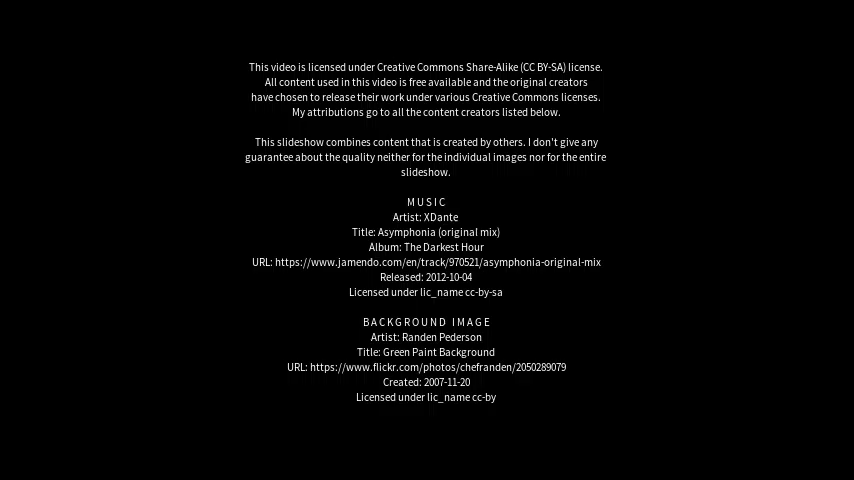 This video is licensed under Creative Commons Share-Alike (CC BY-SA) license.
All content used in this video is free available and the original creators
have chosen to release their work under various Creative Commons licenses.
My attributions go to all the content creators listed below.
This slideshow combines content that is created by others. I don't give any
guarantee about the quality neither for the individual images nor for the entire
slideshow.
MUSIC
Artist: XDante
Title: Asymphonia (original mix)
Album: The Darkest Hour
URL: https://www.jamendo.com/en/track/970521/asymphonia-original-mix
Released: 2012-10-04
Licensed under lic_name cc-by-sa
BACKGROUND IMAGE
Artist: Randen Pederson
Title: Green Paint Background
URL: https://www.flickr.com/photos/chefranden/2050289079
Created: 2007-11-20
Licensed under lic_name cc-by